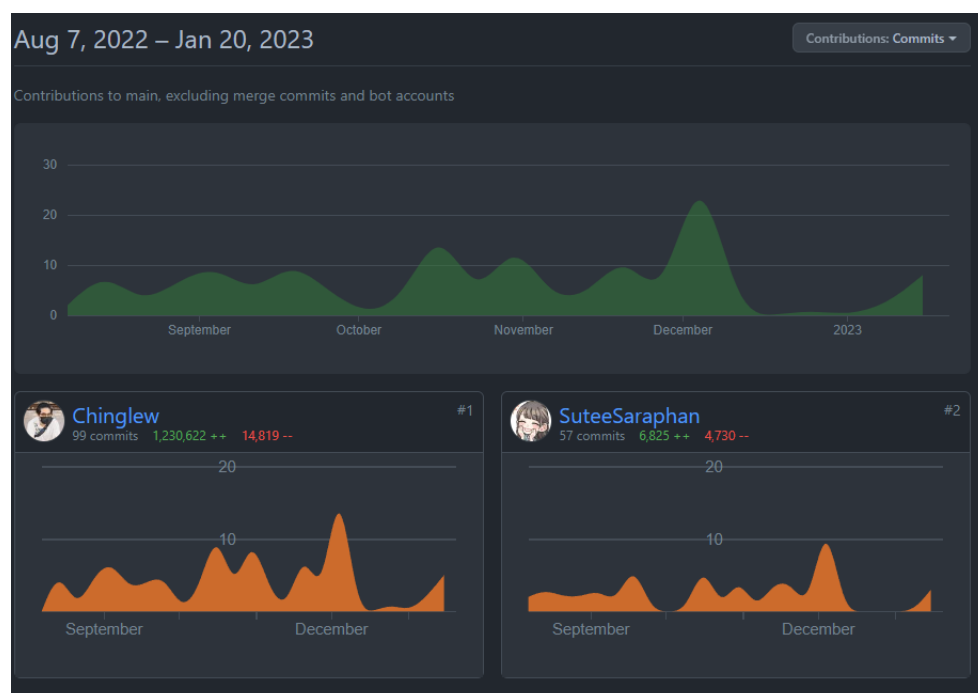 Aug 7, 2022 – Jan 20, 2023
Contributions: Commits
Contributions to main, excluding merge commits and bot accounts
30
20
10
0
September October November December 2023
Chinglew #1
99 commits 1,230,622 ++ 14,819 --
20
10
September December
SuteeSaraphan #2
57 commits 6,825 ++ 4,730 --
20
10
September December